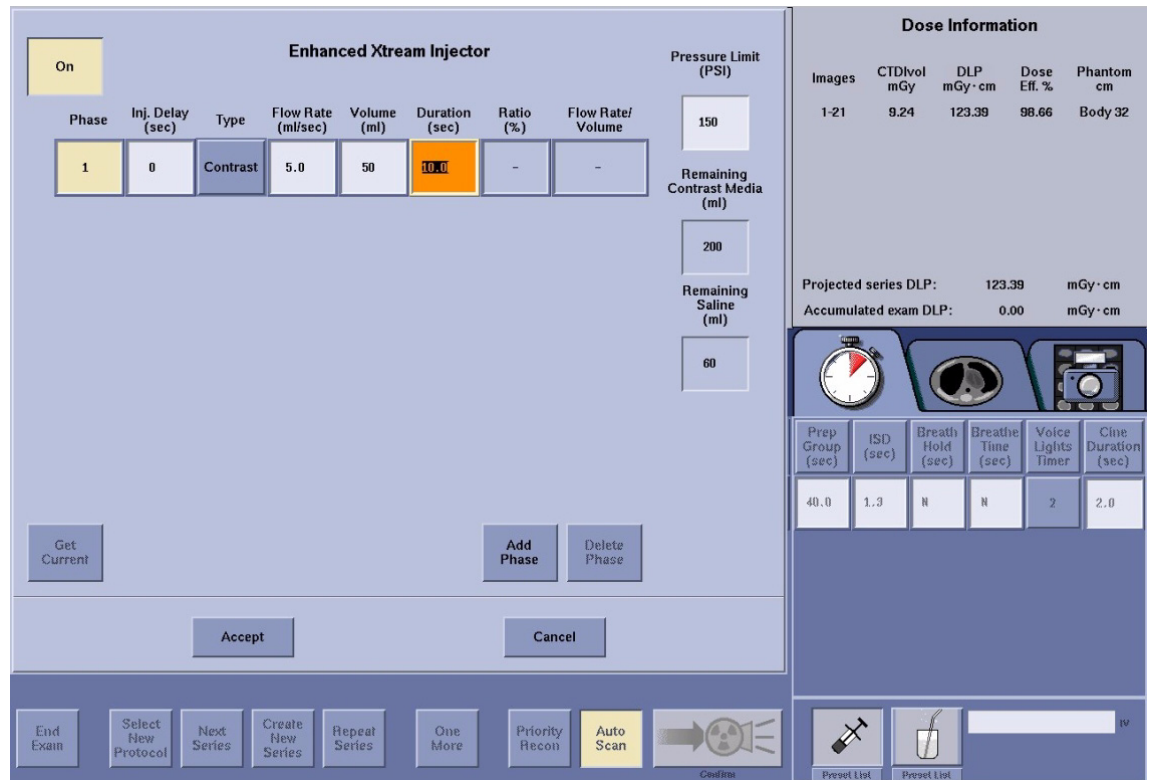 On
Enhanced Xtream Injector
Phase
Inj. Delay
(sec)
Type
Flow Rate
(ml/sec)
Volume
(ml)
Duration
(sec)
Ratio
(%)
Flow Rate/
Volume
1
0
Contrast
5.0
50
10.0
-
-
Pressure Limit
(PSI)
150
Remaining
Contrast Media
(ml)
200
Remaining
Saline
(ml)
60
Get
Current
Add
Phase
Delete
Phase
Accept
Cancel
End
Exam
Select
New
Protocol
Next
Series
Create
New
Series
Repeat
Series
One
More
Priority
Recon
Auto
Scan
Confirm
Dose Information
Images
CTDIvol
mGy
DLP
mGy·cm
Dose
Eff. %
Phantom
cm
1-21
9.24
123.39
98.66
Body 32
Projected series DLP: 123.39 mGy·cm
Accumulated exam DLP: 0.00 mGy·cm
Prep
Group
(sec)
ISD
(sec)
Breath
Hold
(sec)
Breathe
Time
(sec)
Voice
Lights
Timer
Cine
Duration
(sec)
40.0
1.3
N
N
2
2.0
IV
Preset List
Preset List